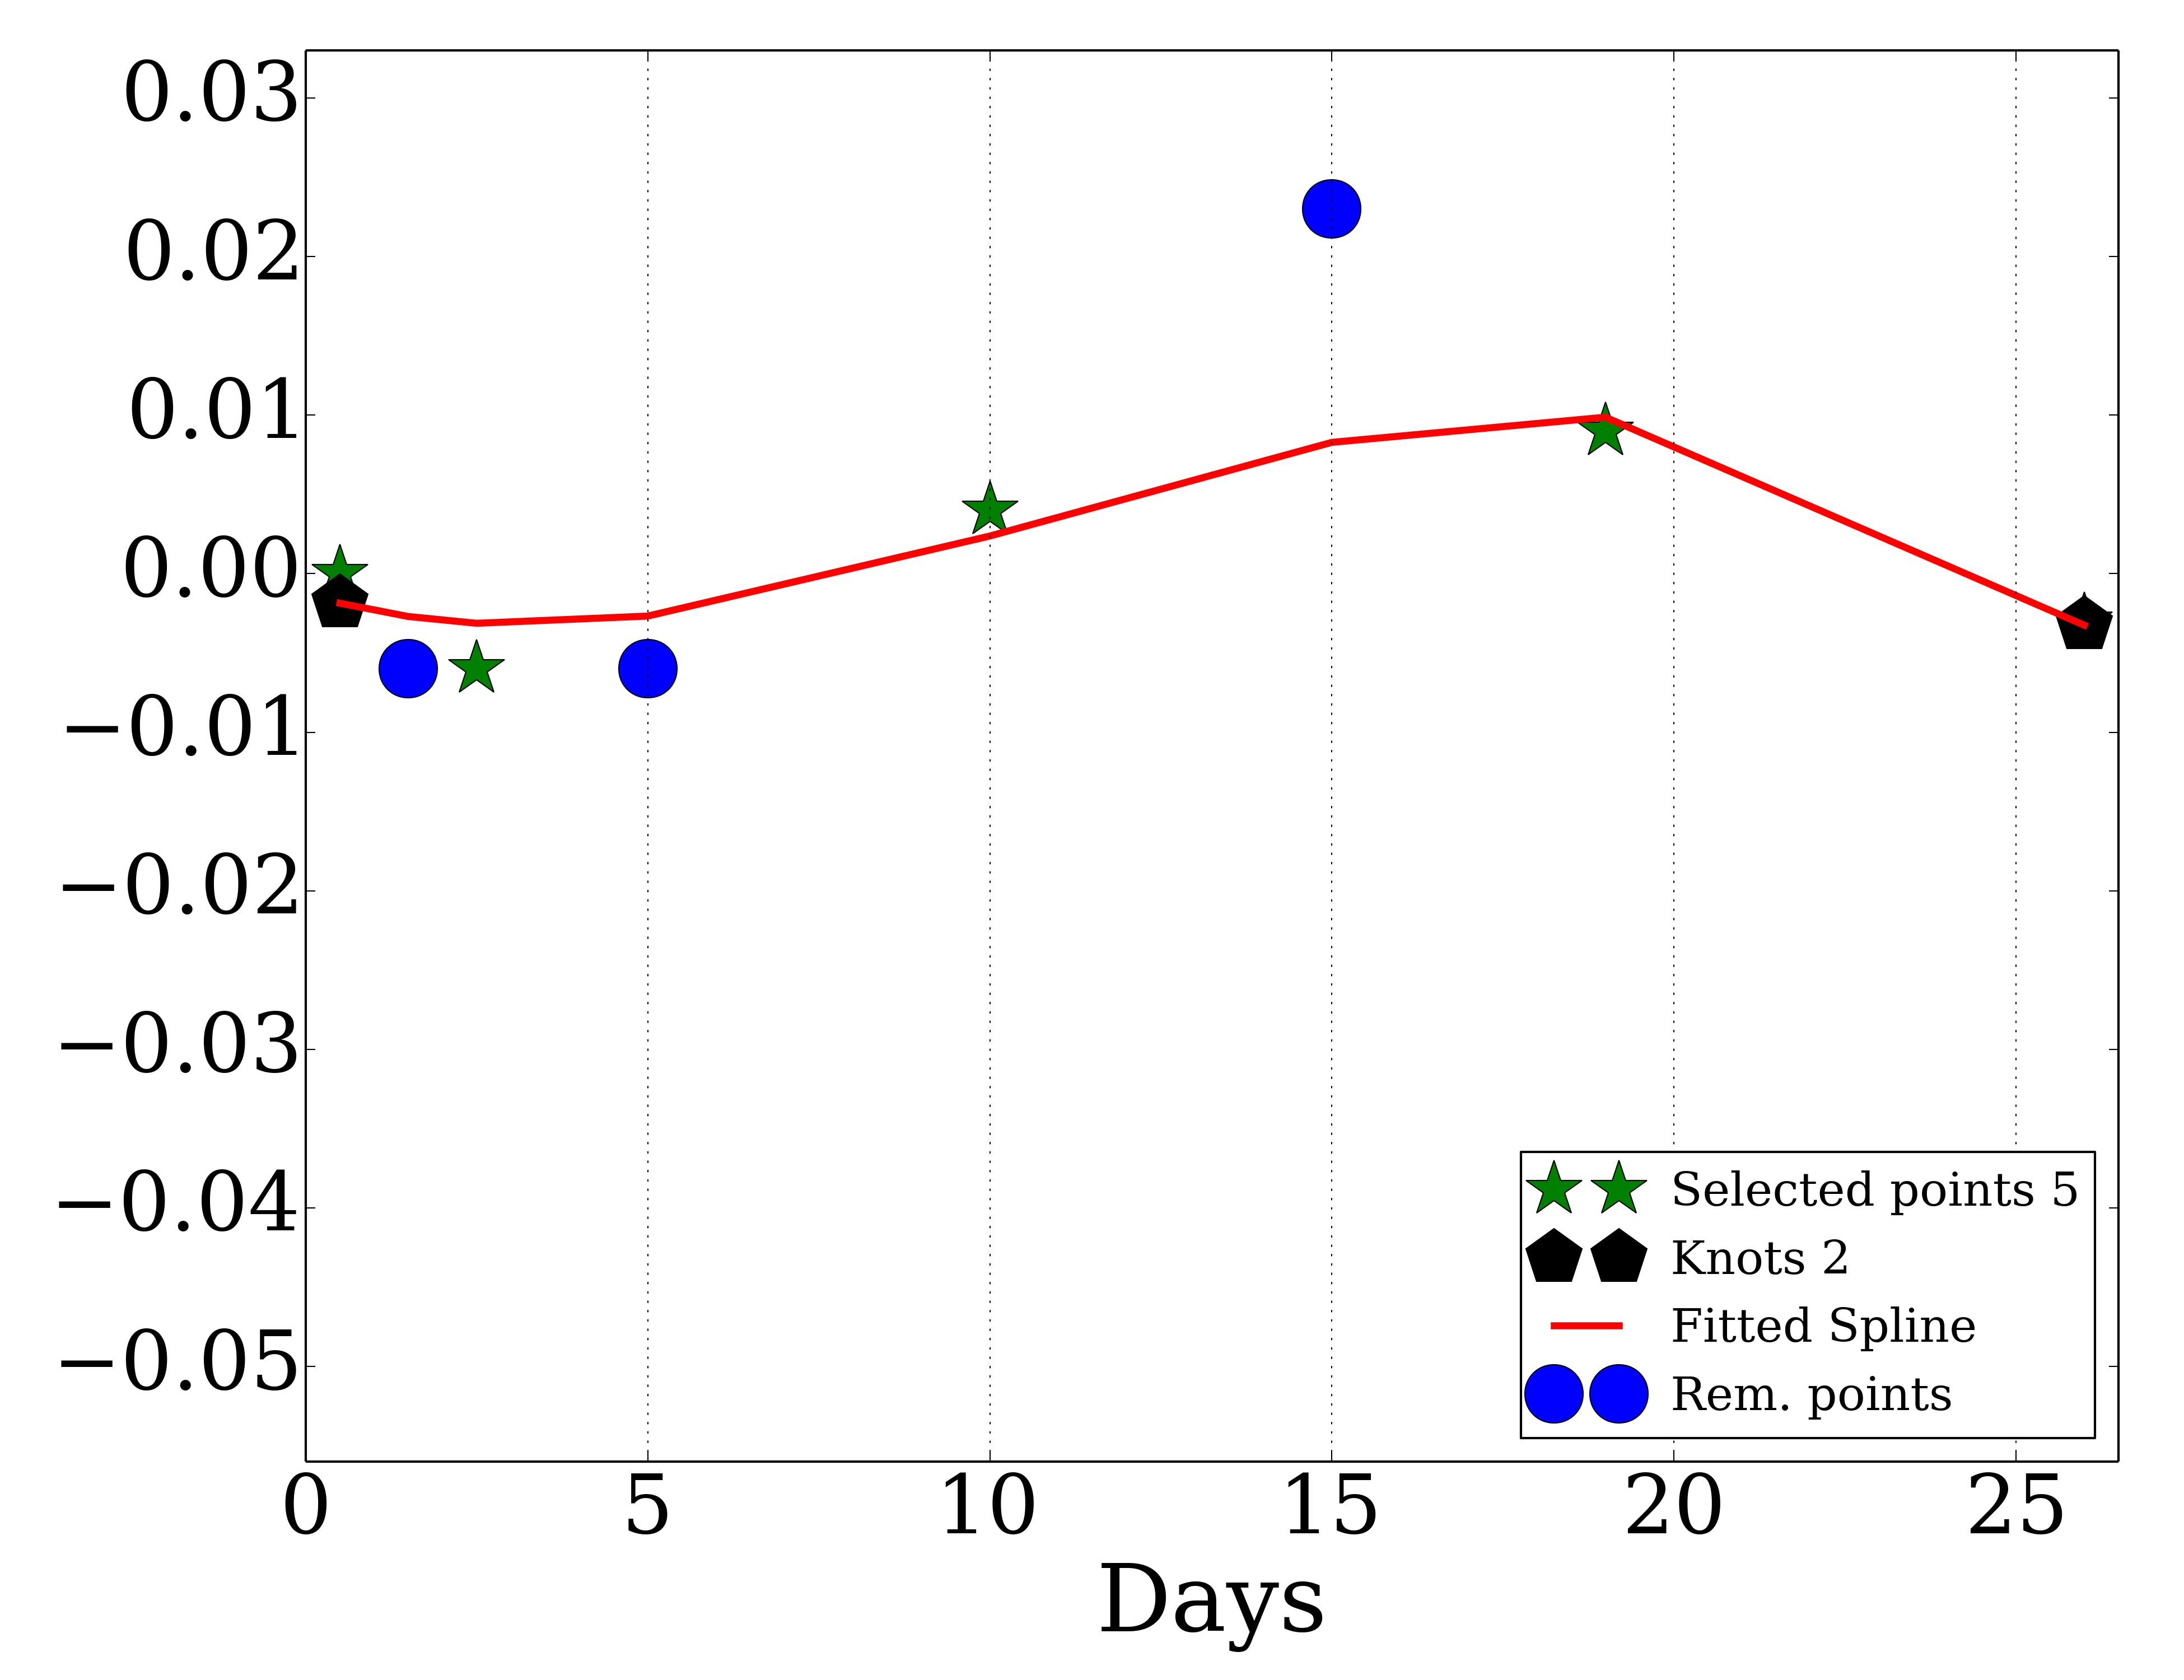 0.03
0.02
0.01
0.00
−0.01
−0.02
−0.03
−0.04
−0.05
0 5 10 15 20 25
Days
Selected points 5
Knots 2
Fitted Spline
Rem. points